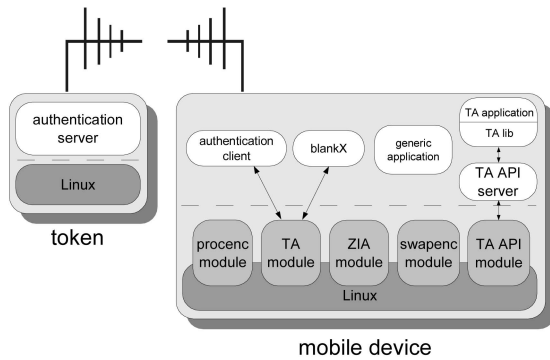 authentication
server
Linux
token
authentication
client
blankX
generic
application
TA application
TA lib
TA API
server
procenc
module
TA
module
ZIA
module
swapenc
module
TA API
module
Linux
mobile device